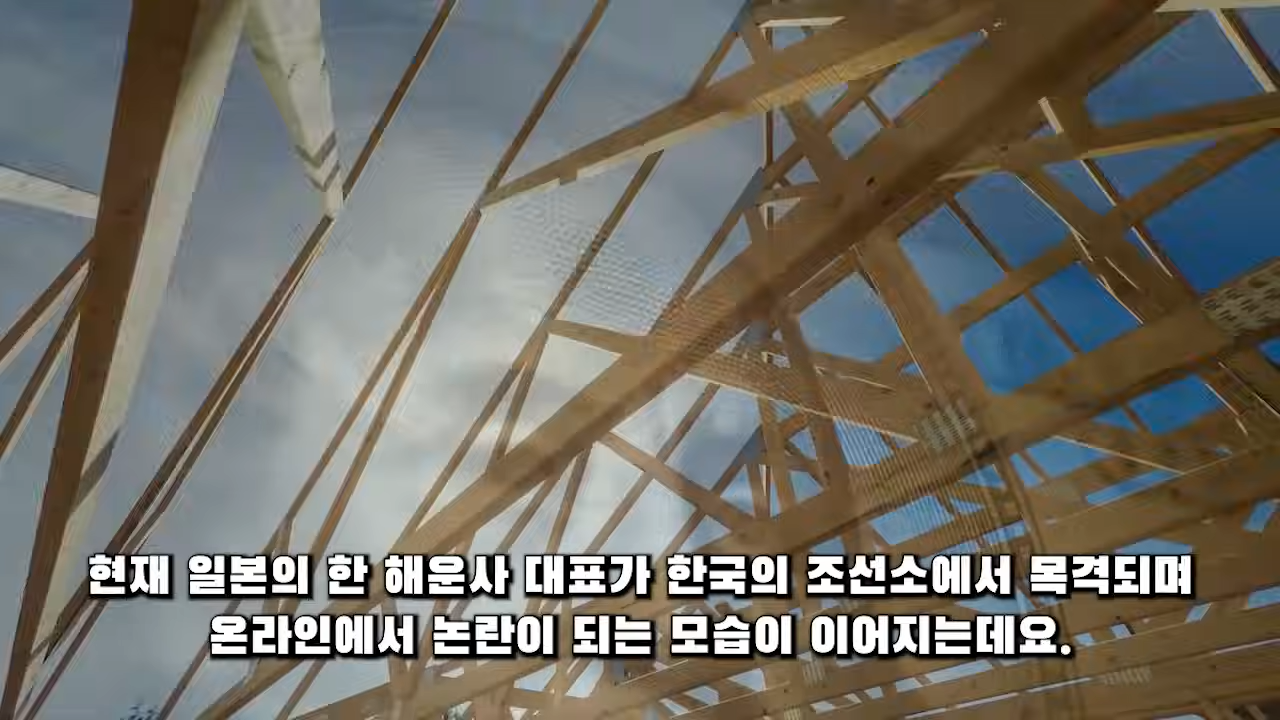 현재 일본의 한 해운사 대표가 한국의 조선소에서 목격되며
온라인에서 논란이 되는 모습이 이어지는데요.